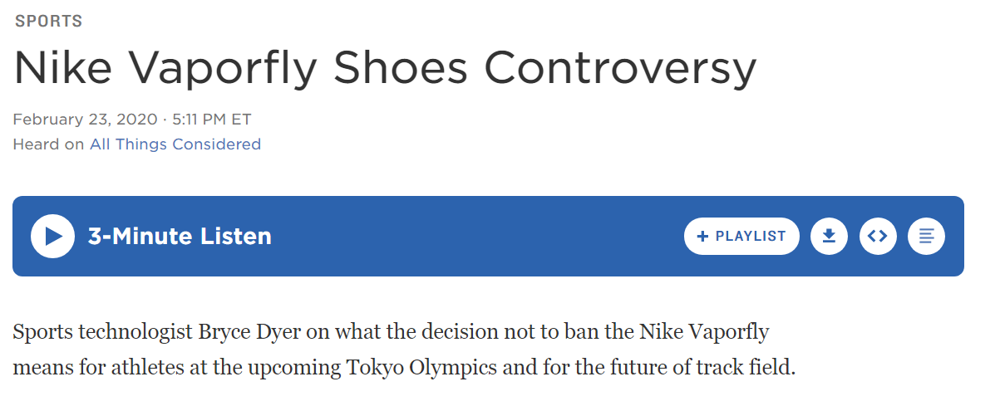 SPORTS
Nike Vaporfly Shoes Controversy
February 23, 2020 · 5:11 PM ET
Heard on All Things Considered
3-Minute Listen
+ PLAYLIST
Sports technologist Bryce Dyer on what the decision not to ban the Nike Vaporfly
means for athletes at the upcoming Tokyo Olympics and for the future of track field.